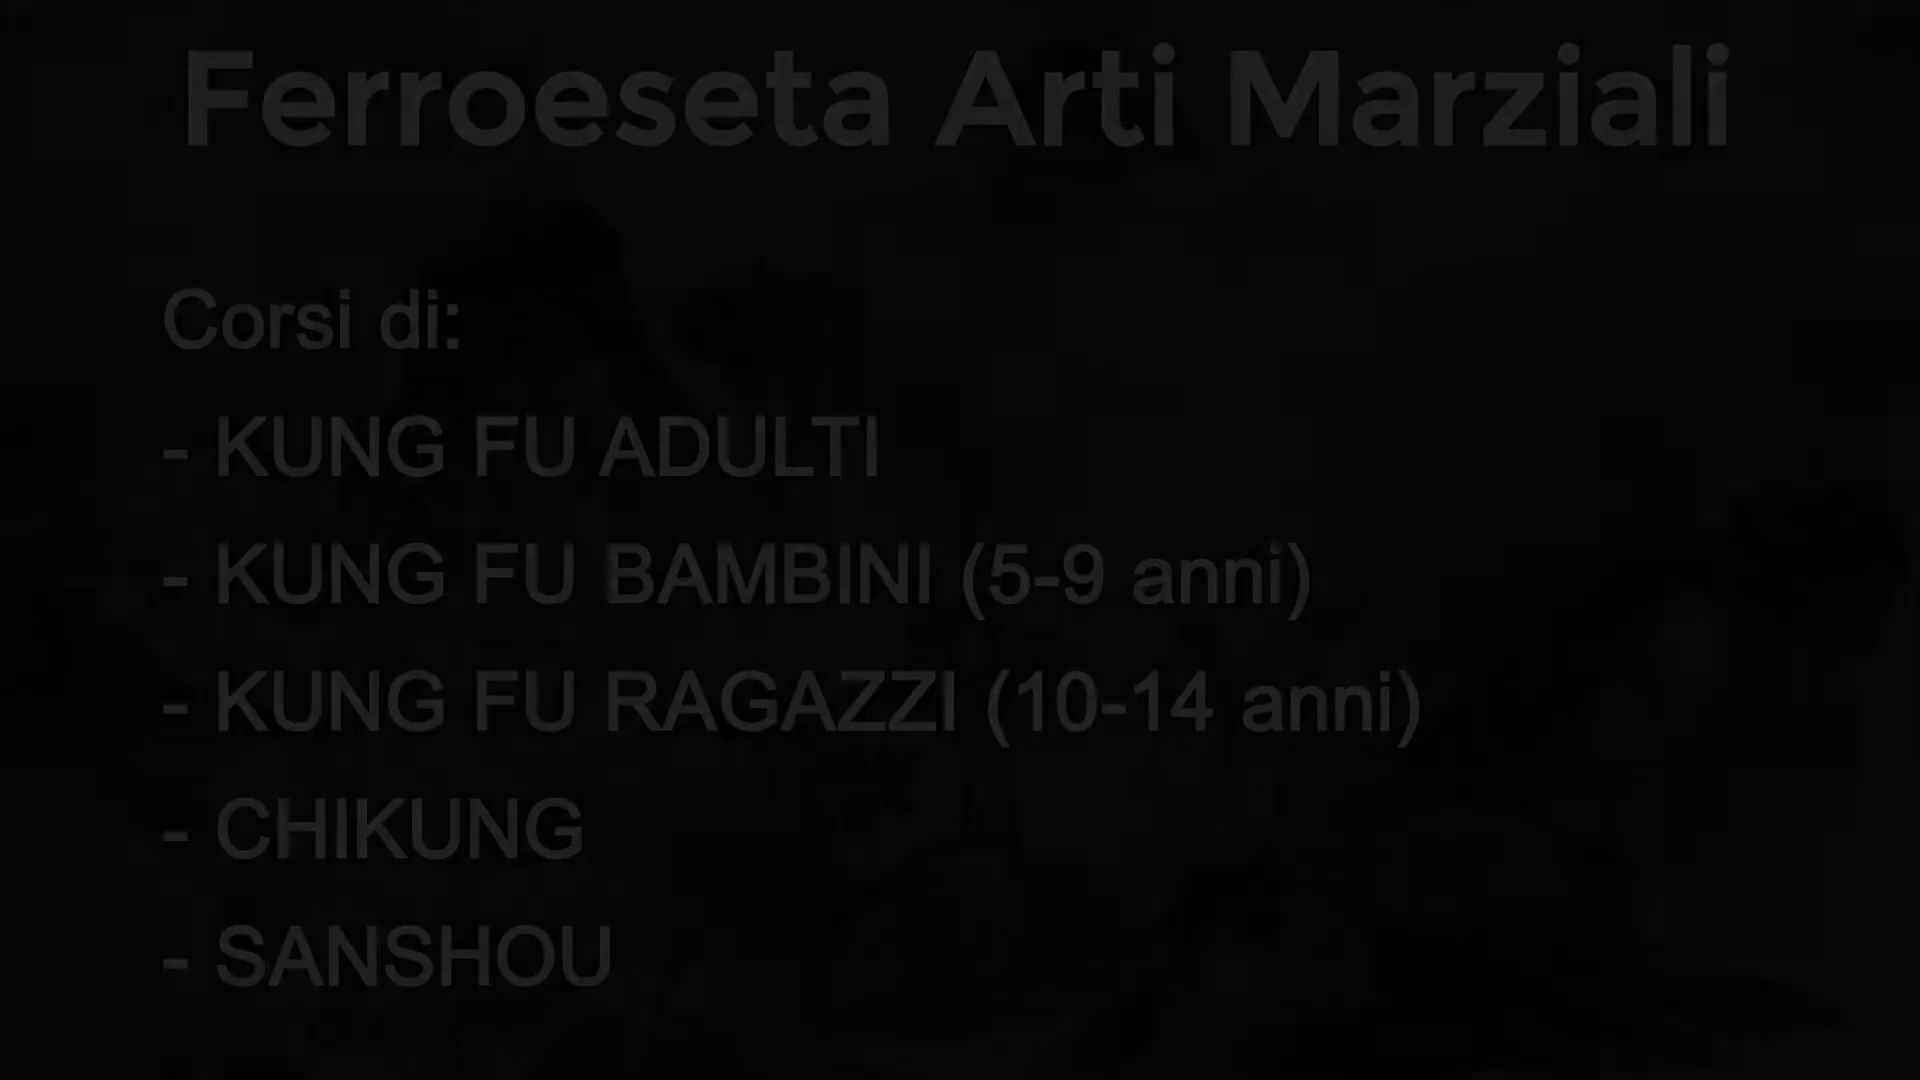 Ferroeseta Arti Marziali
Corsi di:
- KUNG FU ADULTI
- KUNG FU BAMBINI (5-9 anni)
- KUNG FU RAGAZZI (10-14 anni)
- CHIKUNG
- SANSHOU